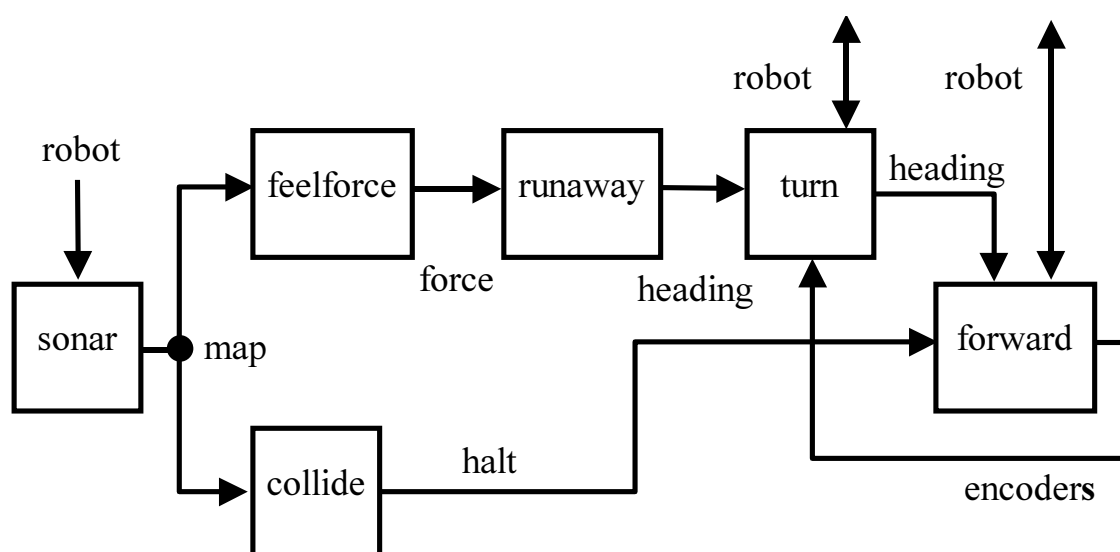 robot
robot
robot
feelforce
runaway
turn
heading
force
heading
sonar
map
forward
halt
collide
encoders